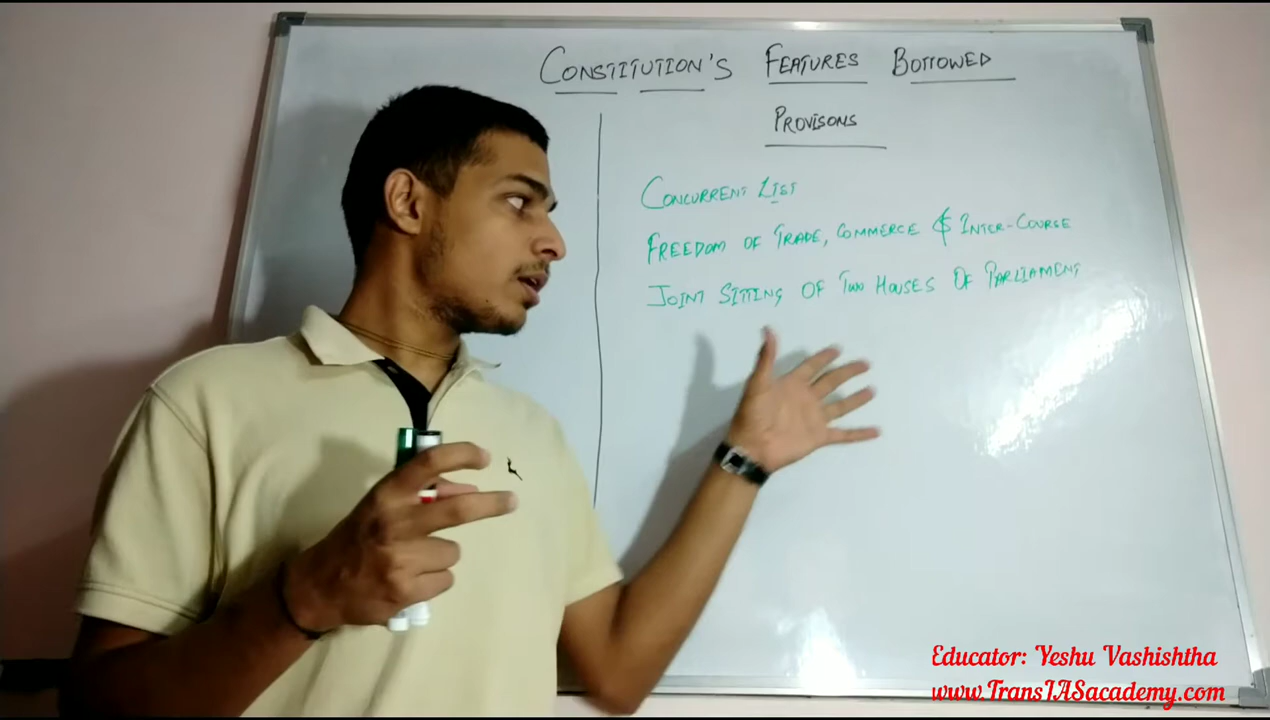 CONSTITUTION'S FEATURES BORROWED
PROVISONS
CONCURRENT LIST
FREEDOM OF TRADE, COMMERCE & INTER-COURSE
JOINT SITTING OF TWO HOUSES OF PARLIAMENT
Educator: Yeshu Vashishtha
www.TransIASacademy.com